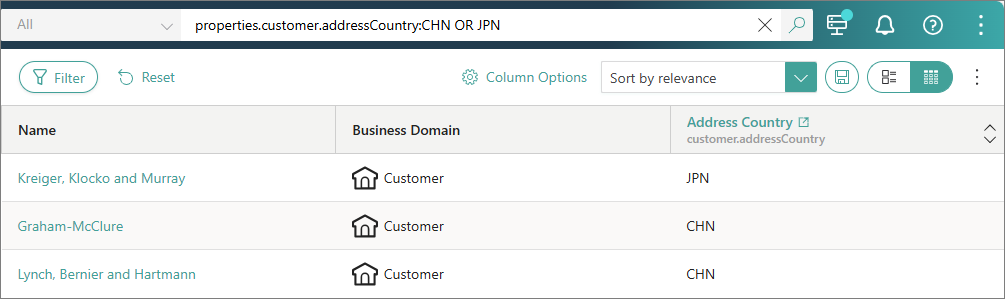 All properties.customer.addressCountry:CHN OR JPN
Filter Reset Column Options Sort by relevance
Name Business Domain Address Country
customer.addressCountry
Kreiger, Klocko and Murray Customer JPN
Graham-McClure Customer CHN
Lynch, Bernier and Hartmann Customer CHN